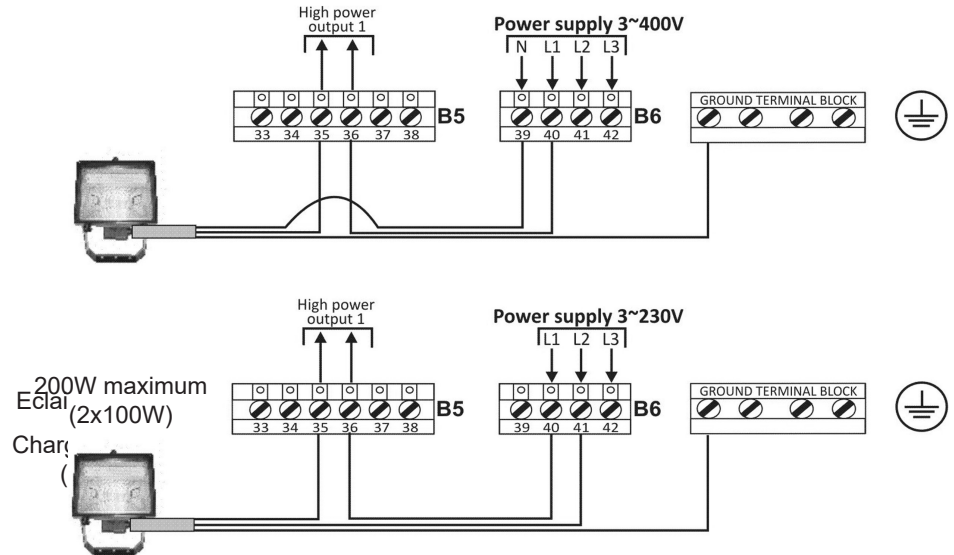 High power
output 1
Power supply 3~400V
N L1 L2 L3
33 34 35 36 37 38
B5
39 40 41 42
B6
GROUND TERMINAL BLOCK
High power
output 1
Power supply 3~230V
L1 L2 L3
200W maximum
(2x100W)
33 34 35 36 37 38
B5
39 40 41 42
B6
GROUND TERMINAL BLOCK